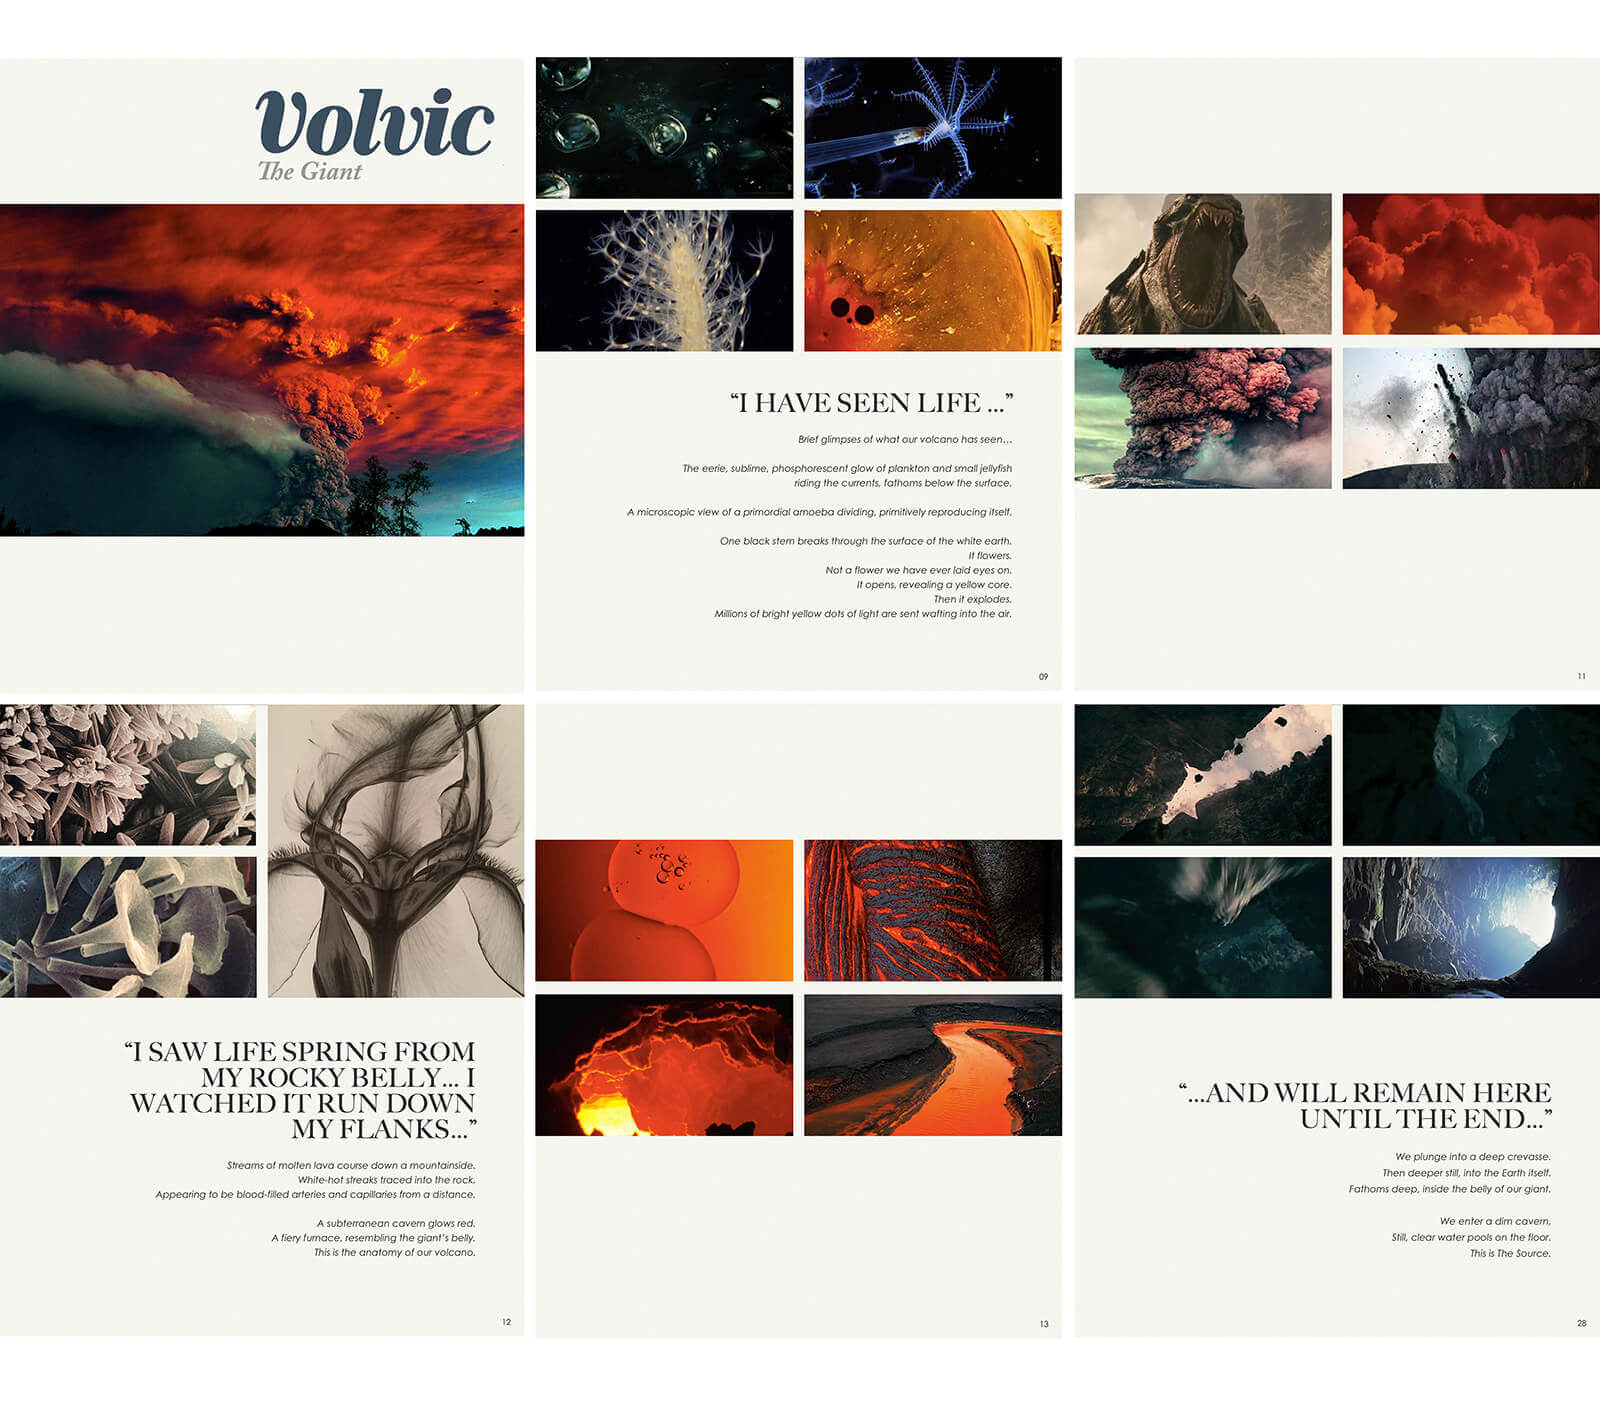 Volvic
The Giant
“I HAVE SEEN LIFE ...”
Brief glimpses of what our volcano has seen…
The eerie, sublime, phosphorescent glow of plankton and small jellyfish
riding the currents, fathoms below the surface.
A microscopic view of a primordial amoeba dividing, primitively reproducing itself.
One black stem breaks through the surface of the white earth.
It flowers.
Not a flower we have ever laid eyes on.
It opens, revealing a yellow core.
Then it explodes.
Millions of bright yellow dots of light are sent wafting into the air.
09
11
“I SAW LIFE SPRING FROM
MY ROCKY BELLY... I
WATCHED IT RUN DOWN
MY FLANKS...”
Streams of molten lava course down a mountainside.
White-hot streaks traced into the rock.
Appearing to be blood-filled arteries and capillaries from a distance.
A subterranean cavern glows red.
A fiery furnace, resembling the giant’s belly.
This is the anatomy of our volcano.
12
13
“...AND WILL REMAIN HERE
UNTIL THE END...”
We plunge into a deep crevasse.
Then deeper still, into the Earth itself.
Fathoms deep, inside the belly of our giant.
We enter a dim cavern.
Still, clear water pools on the floor.
This is The Source.
28